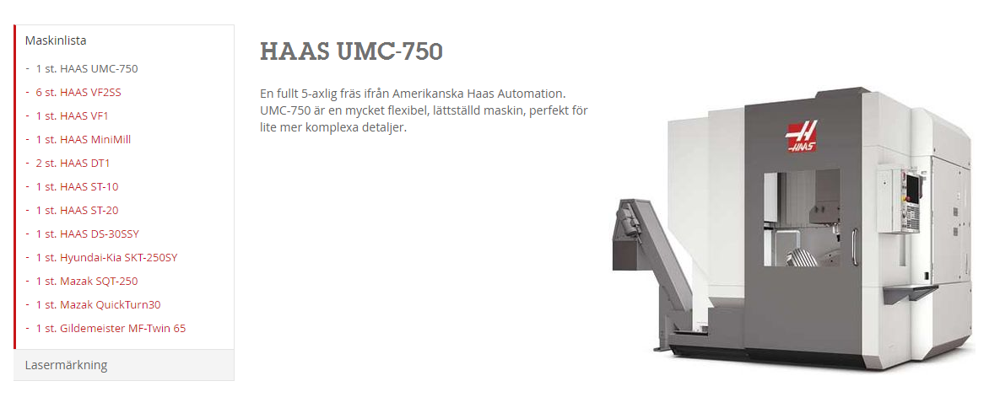 Maskinlista
- 1 st. HAAS UMC-750
- 6 st. HAAS VF2SS
- 1 st. HAAS VF1
- 1 st. HAAS MiniMill
- 2 st. HAAS DT1
- 1 st. HAAS ST-10
- 1 st. HAAS ST-20
- 1 st. HAAS DS-30SSY
- 1 st. Hyundai-Kia SKT-250SY
- 1 st. Mazak SQT-250
- 1 st. Mazak QuickTurn30
- 1 st. Gildemeister MF-Twin 65
Lasermärkning
HAAS UMC-750
En fullt 5-axlig fräs ifrån Amerikanska Haas Automation.
UMC-750 är en mycket flexibel, lättställd maskin, perfekt för
lite mer komplexa detaljer.
HAAS